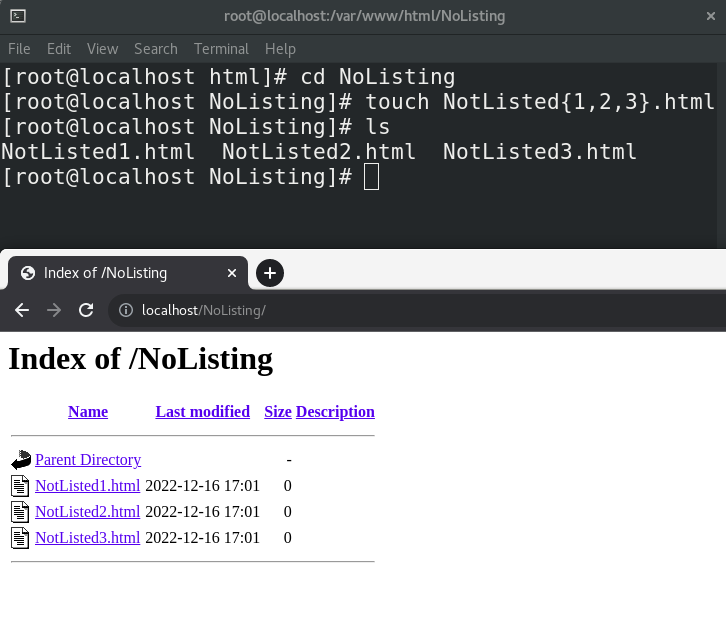 root@localhost:/var/www/html/NoListing
File Edit View Search Terminal Help
[root@localhost html]# cd NoListing
[root@localhost NoListing]# touch NotListed{1,2,3}.html
[root@localhost NoListing]# ls
NotListed1.html  NotListed2.html  NotListed3.html
[root@localhost NoListing]#
Index of /NoListing
localhost/NoListing/
Index of /NoListing
Name Last modified Size Description
Parent Directory -
NotListed1.html 2022-12-16 17:01 0
NotListed2.html 2022-12-16 17:01 0
NotListed3.html 2022-12-16 17:01 0